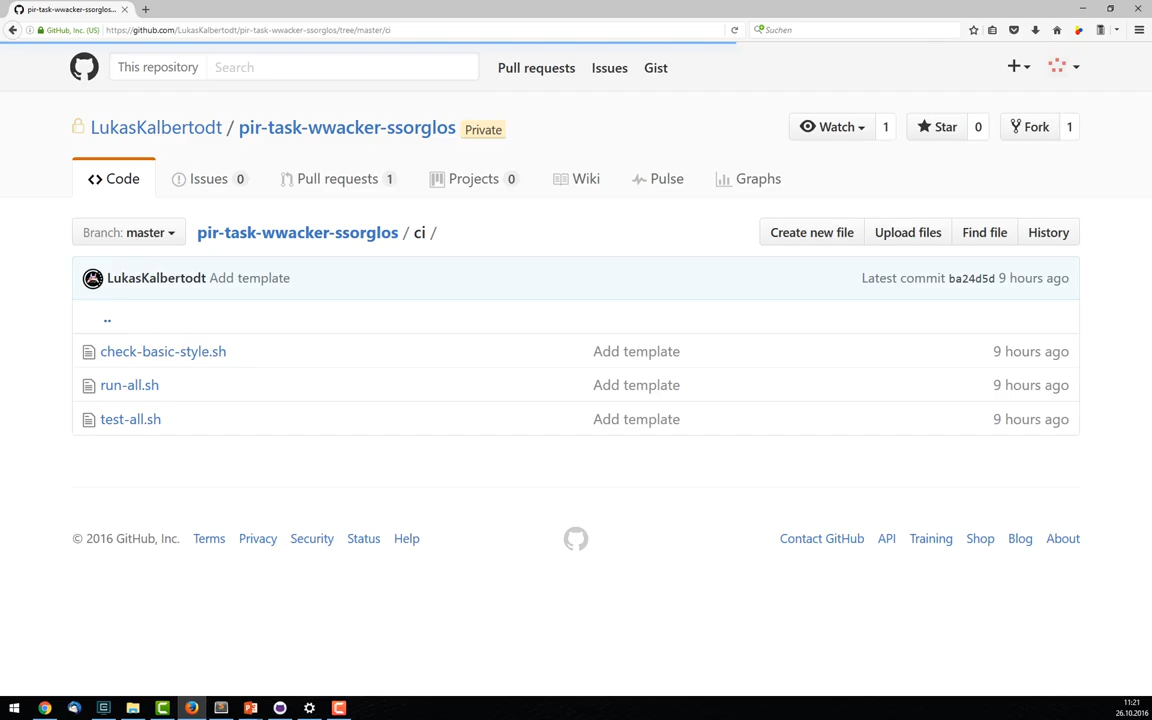 pir-task-wwacker-ssorglos...
GitHub, Inc. (US) https://github.com/LukasKalbertodt/pir-task-wwacker-ssorglos/tree/master/ci
Suchen
This repository Search
Pull requests Issues Gist
LukasKalbertodt / pir-task-wwacker-ssorglos Private
Watch 1 Star 0 Fork 1
Code Issues 0 Pull requests 1 Projects 0 Wiki Pulse Graphs
Branch: master pir-task-wwacker-ssorglos / ci / Create new file Upload files Find file History
LukasKalbertodt Add template Latest commit ba24d5d 9 hours ago
..
check-basic-style.sh Add template 9 hours ago
run-all.sh Add template 9 hours ago
test-all.sh Add template 9 hours ago
© 2016 GitHub, Inc. Terms Privacy Security Status Help Contact GitHub API Training Shop Blog About
11:21
26.10.2016